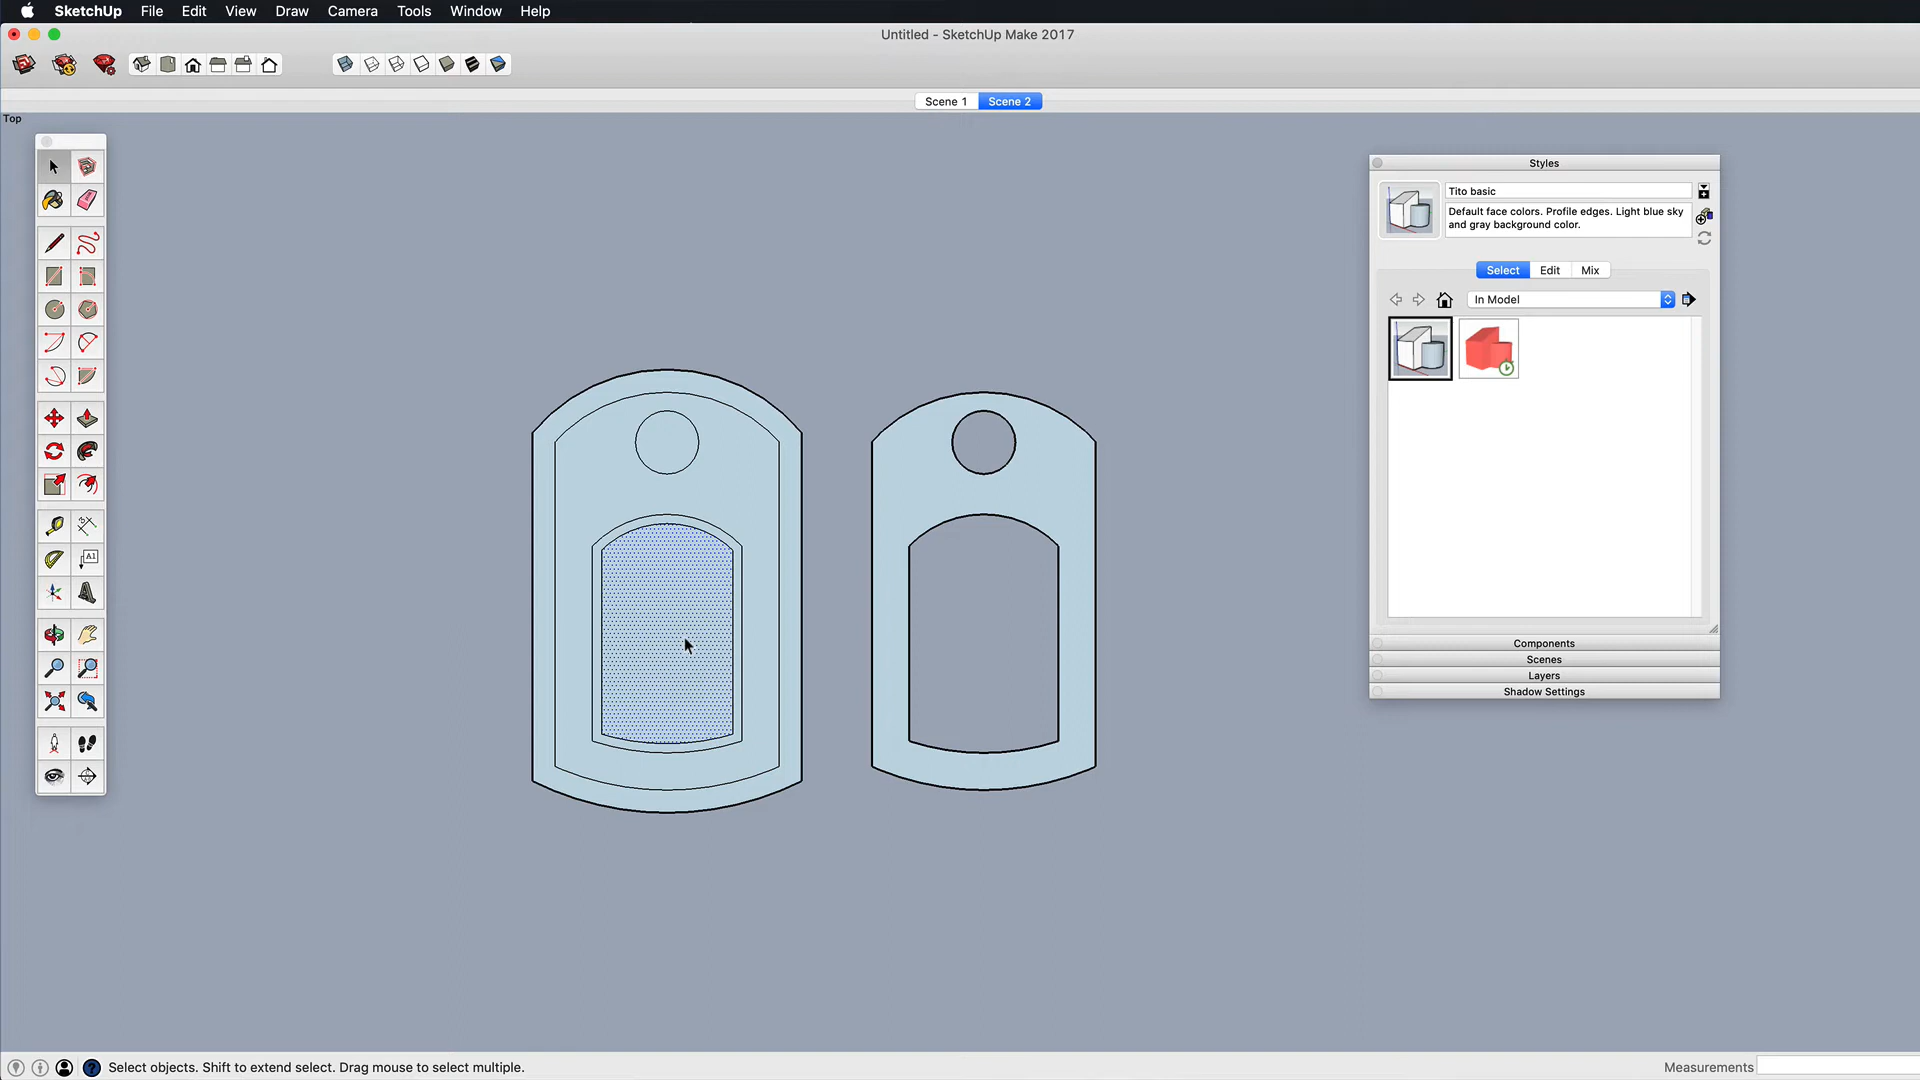 SketchUp File Edit View Draw Camera Tools Window Help
Untitled - SketchUp Make 2017
Scene 1 Scene 2
Top
Styles
Tito basic
Default face colors. Profile edges. Light blue sky
and gray background color.
Select Edit Mix
In Model
A1
Components
Scenes
Layers
Shadow Settings
Select objects. Shift to extend select. Drag mouse to select multiple.
Measurements